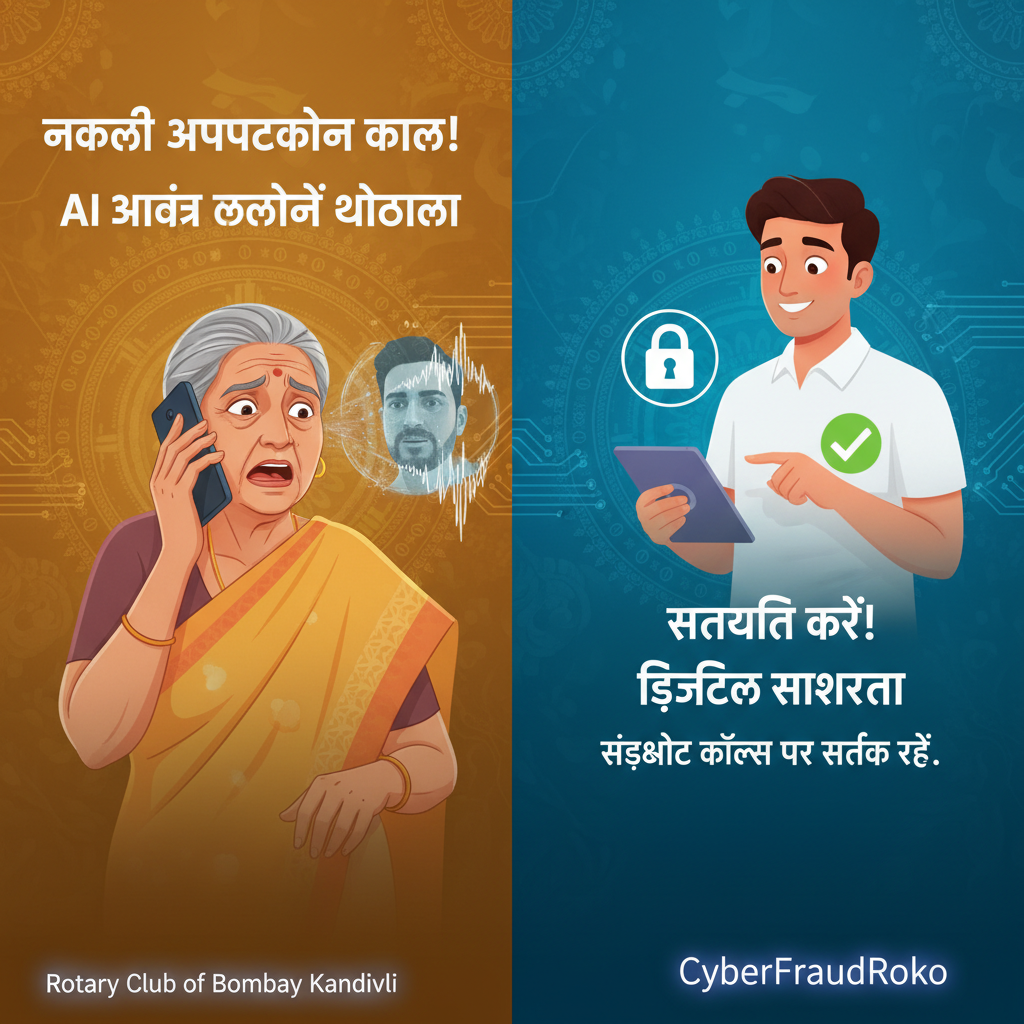 नकली अपपटकोन काल!
AI आवंत्र ललोनें थोठाला
सतयति करें!
ड़िजटिल साशरता
संड़क्षोट कॉल्स पर सर्तक रहें.
Rotary Club of Bombay Kandivli
CyberFraudRoko